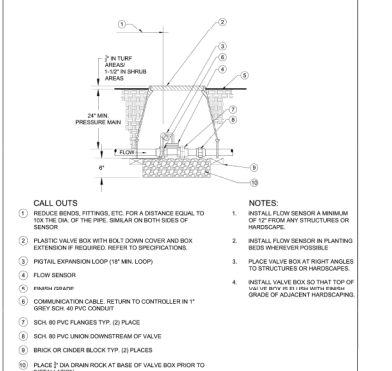 1
2
3
6
4
5
7
8
9
10
IN TURF
AREAS/
1-1/2" IN SHRUB
AREAS
24" MIN.
PRESSURE MAIN
FLOW
6"
CALL OUTS
1 REDUCE BENDS, FITTINGS, ETC. FOR A DISTANCE EQUAL TO
10X THE DIA. OF THE PIPE. SIMILAR ON BOTH SIDES OF
SENSOR
2 PLASTIC VALVE BOX WITH BOLT DOWN COVER AND BOX
EXTENSION IF REQUIRED. REFER TO SPECIFICATIONS.
3 PIGTAIL EXPANSION LOOP (18" MIN. LOOP)
4 FLOW SENSOR
5 FINISH GRADE
6 COMMUNICATION CABLE. RETURN TO CONTROLLER IN 1"
GREY SCH. 40 PVC CONDUIT
7 SCH. 80 PVC FLANGES TYP. (2) PLACE
8 SCH. 80 PVC UNION DOWNSTREAM OF VALVE
9 BRICK OR CINDER BLOCK TYP. (2) PLACES
10 PLACE DIA DRAIN ROCK AT BASE OF VALVE BOX PRIOR TO
NOTES:
1. INSTALL FLOW SENSOR A MINIMUM
OF 12" FROM ANY STRUCTURES OR
HARDSCAPE.
2. INSTALL FLOW SENSOR IN PLANTING
BEDS WHEREVER POSSIBLE
3. PLACE VALVE BOX AT RIGHT ANGLES
TO STRUCTURES OR HARDSCAPES.
4. INSTALL VALVE BOX SO THAT TOP OF
VALVE BOX IS FLUSH WITH FINISH
GRADE OF ADJACENT HARDSCAPING.